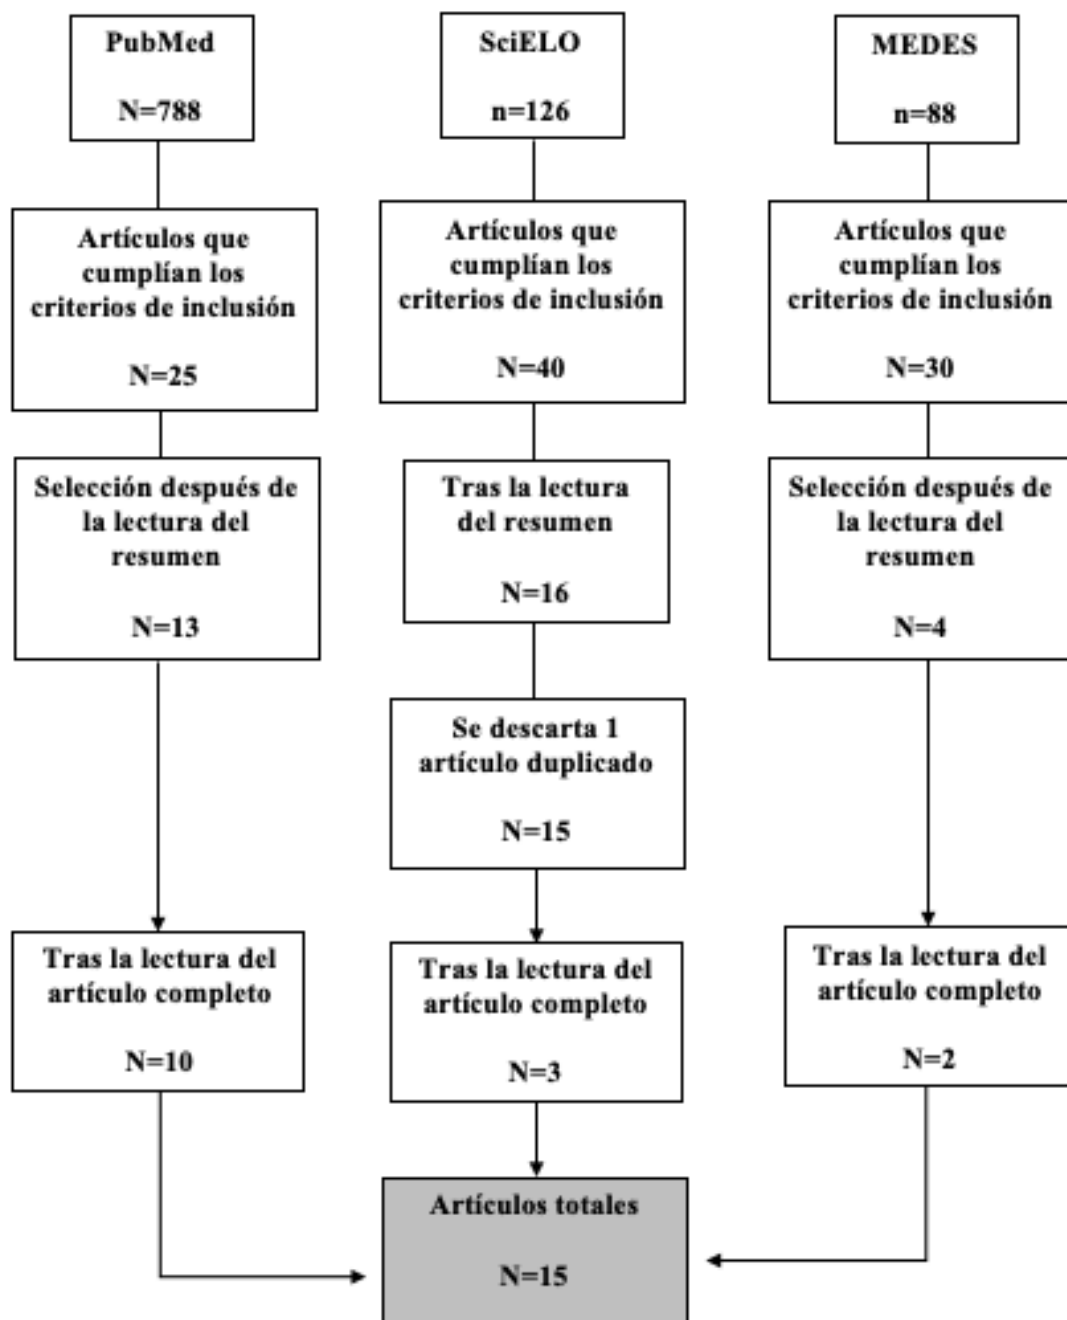 PubMed
N=788
SciELO
n=126
MEDES
n=88
Artículos que
cumplían los
criterios de inclusión
N=25
Artículos que
cumplían los
criterios de inclusión
N=40
Artículos que
cumplían los
criterios de inclusión
N=30
Selección después de
la lectura del
resumen
N=13
Tras la lectura
del resumen
N=16
Selección después de
la lectura del
resumen
N=4
Se descarta 1
artículo duplicado
N=15
Tras la lectura del
artículo completo
N=10
Tras la lectura del
artículo completo
N=3
Tras la lectura del
artículo completo
N=2
Artículos totales
N=15